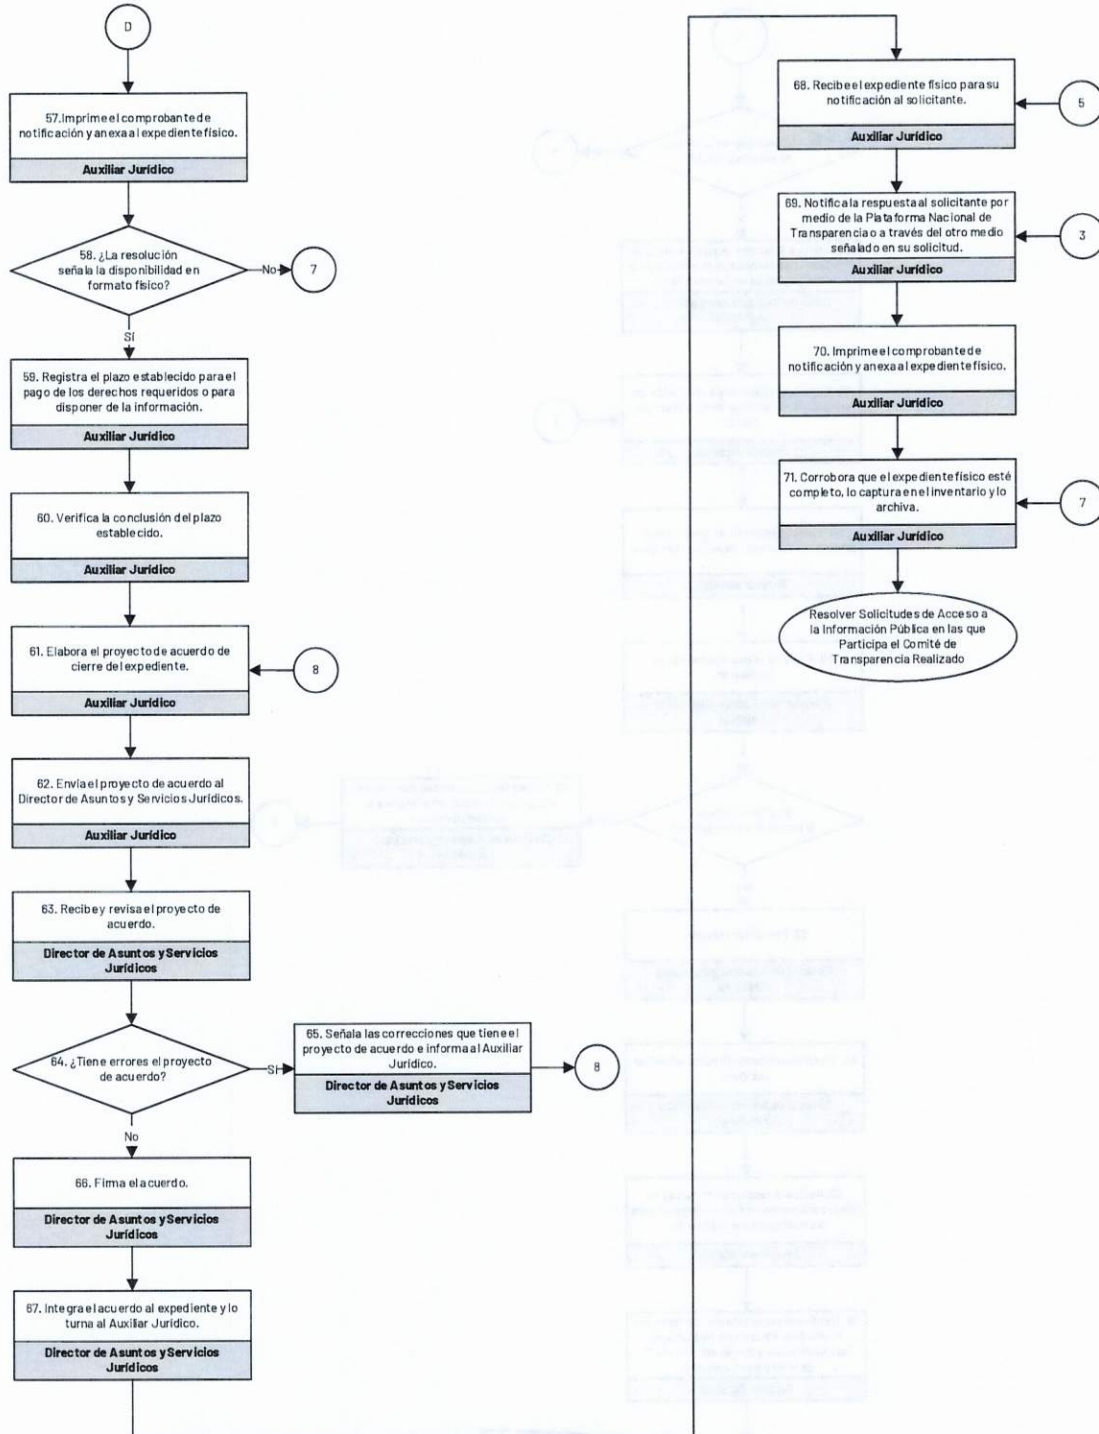 D
57.Imprime el comprobante de
notificación y anexa al expediente físico.
Auxiliar Jurídico
58. ¿La resolución
señala la disponibilidad en
formato físico?
No
7
Sí
59. Registra el plazo establecido para el
pago de los derechos requeridos o para
disponer de la información.
Auxiliar Jurídico
60. Verifica la conclusión del plazo
establecido.
Auxiliar Jurídico
61. Elabora el proyecto de acuerdo de
cierre del expediente.
Auxiliar Jurídico
8
62. Envía el proyecto de acuerdo al
Director de Asuntos y Servicios Jurídicos.
Auxiliar Jurídico
63. Recibe y revisa el proyecto de
acuerdo.
Director de Asuntos y Servicios
Jurídicos
64. ¿Tiene errores el proyecto
de acuerdo?
Sí
65. Señala las correcciones que tiene el
proyecto de acuerdo e informa al Auxiliar
Jurídico.
Director de Asuntos y Servicios
Jurídicos
8
No
66. Firma el acuerdo.
Director de Asuntos y Servicios
Jurídicos
67. Integra el acuerdo al expediente y lo
turna al Auxiliar Jurídico.
Director de Asuntos y Servicios
Jurídicos
68. Recibe el expediente físico para su
notificación al solicitante.
Auxiliar Jurídico
5
69. Notifica la respuesta al solicitante por
medio de la Plataforma Nacional de
Transparencia o a través del otro medio
señalado en su solicitud.
Auxiliar Jurídico
3
70. Imprime el comprobante de
notificación y anexa al expediente físico.
Auxiliar Jurídico
71. Corrobora que el expediente físico esté
completo, lo captura en el inventario y lo
archiva.
Auxiliar Jurídico
7
Resolver Solicitudes de Acceso a
la Información Pública en las que
Participa el Comité de
Transparencia Realizado